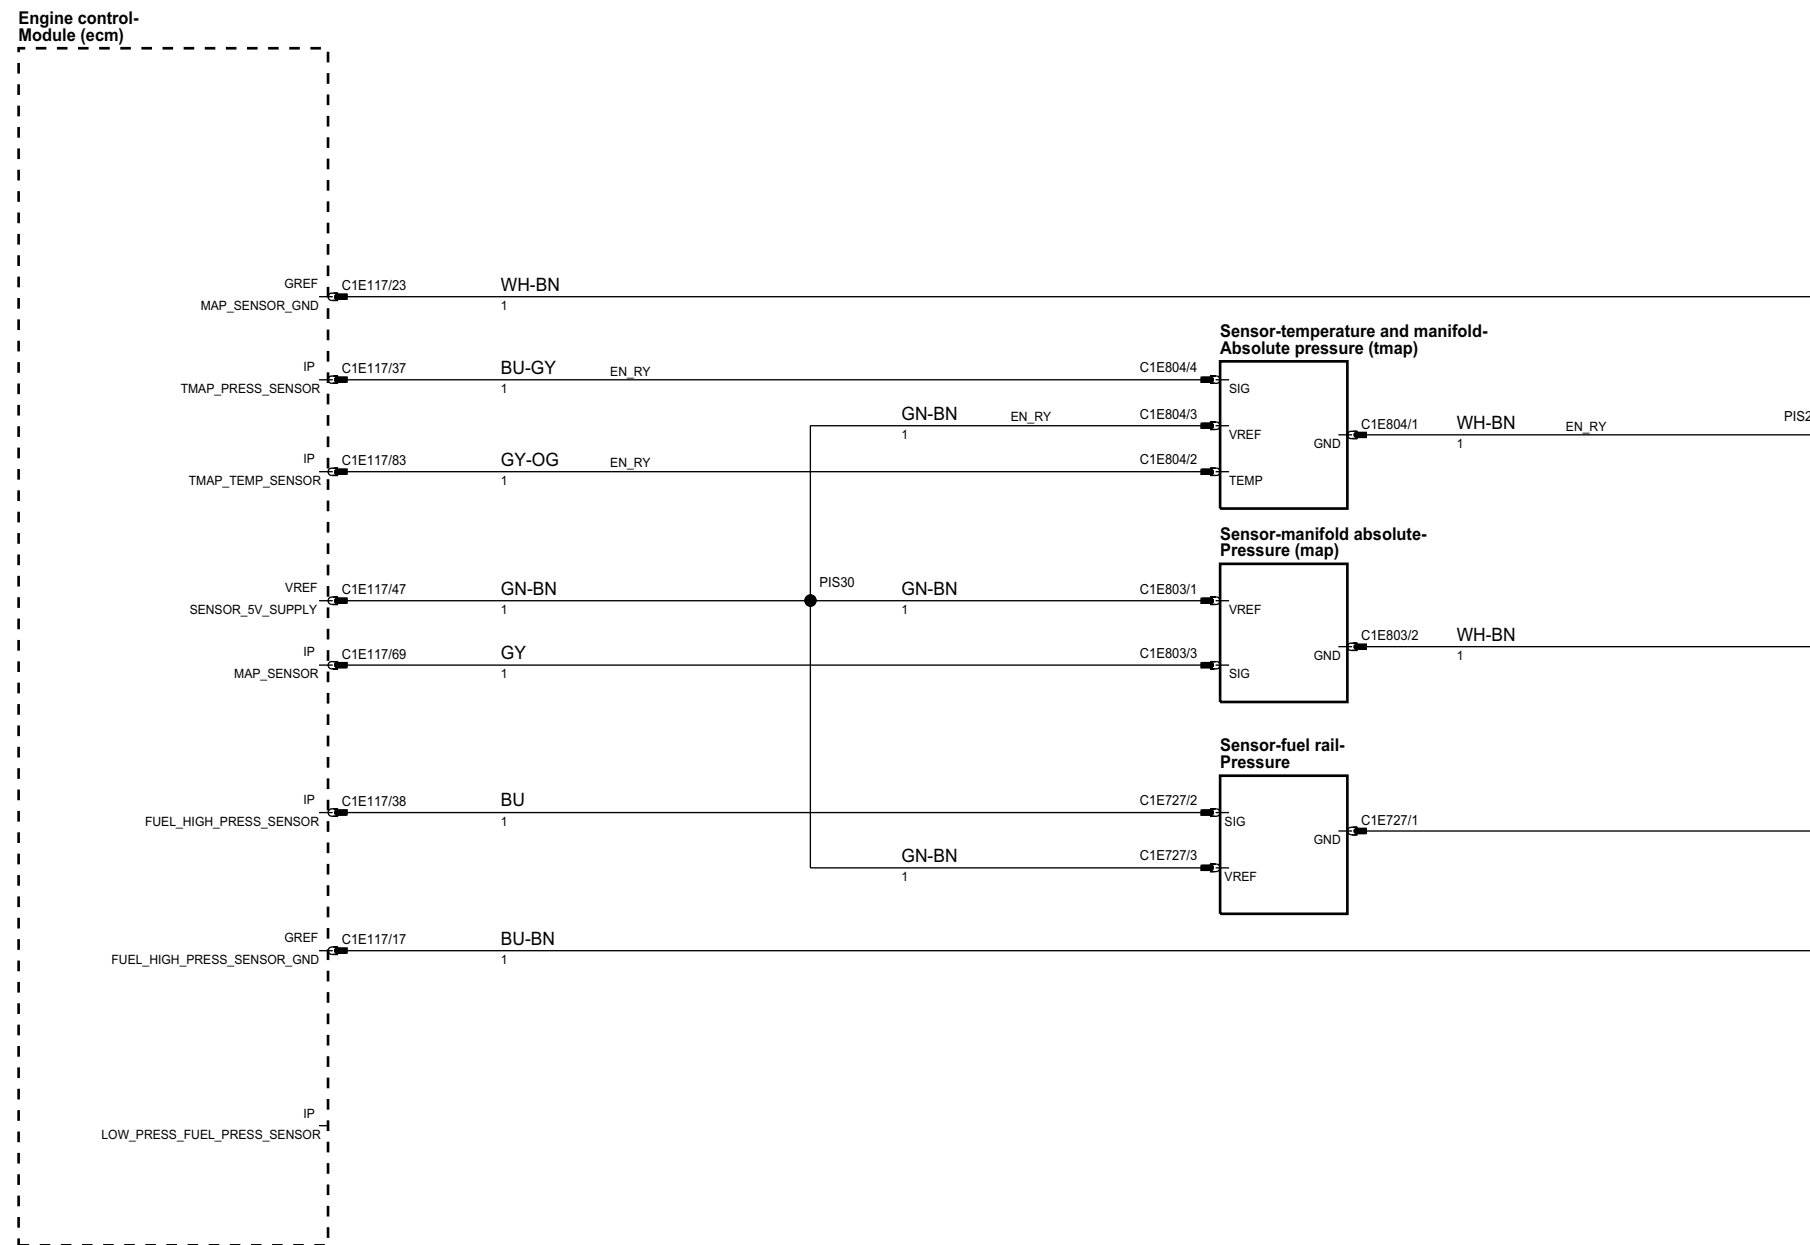 Engine control-
Module (ecm)
GREF C1E117/23 WH-BN
MAP_SENSOR_GND 1
Sensor-temperature and manifold-
Absolute pressure (tmap)
IP C1E117/37 BU-GY EN_RY C1E804/4
TMAP_PRESS_SENSOR 1 SIG
GN-BN EN_RY C1E804/3 C1E804/1 WH-BN EN_RY PIS2
1 VREF GND 1
IP C1E117/83 GY-OG EN_RY C1E804/2
TMAP_TEMP_SENSOR 1 TEMP
Sensor-manifold absolute-
Pressure (map)
PIS30
VREF C1E117/47 GN-BN GN-BN C1E803/1
SENSOR_5V_SUPPLY 1 1 VREF
C1E803/2 WH-BN
IP C1E117/69 GY C1E803/3 GND 1
MAP_SENSOR 1 SIG
Sensor-fuel rail-
Pressure
IP C1E117/38 BU C1E727/2
FUEL_HIGH_PRESS_SENSOR 1 SIG C1E727/1
GND
GN-BN C1E727/3
1 VREF
GREF C1E117/17 BU-BN
FUEL_HIGH_PRESS_SENSOR_GND 1
IP
LOW_PRESS_FUEL_PRESS_SENSOR